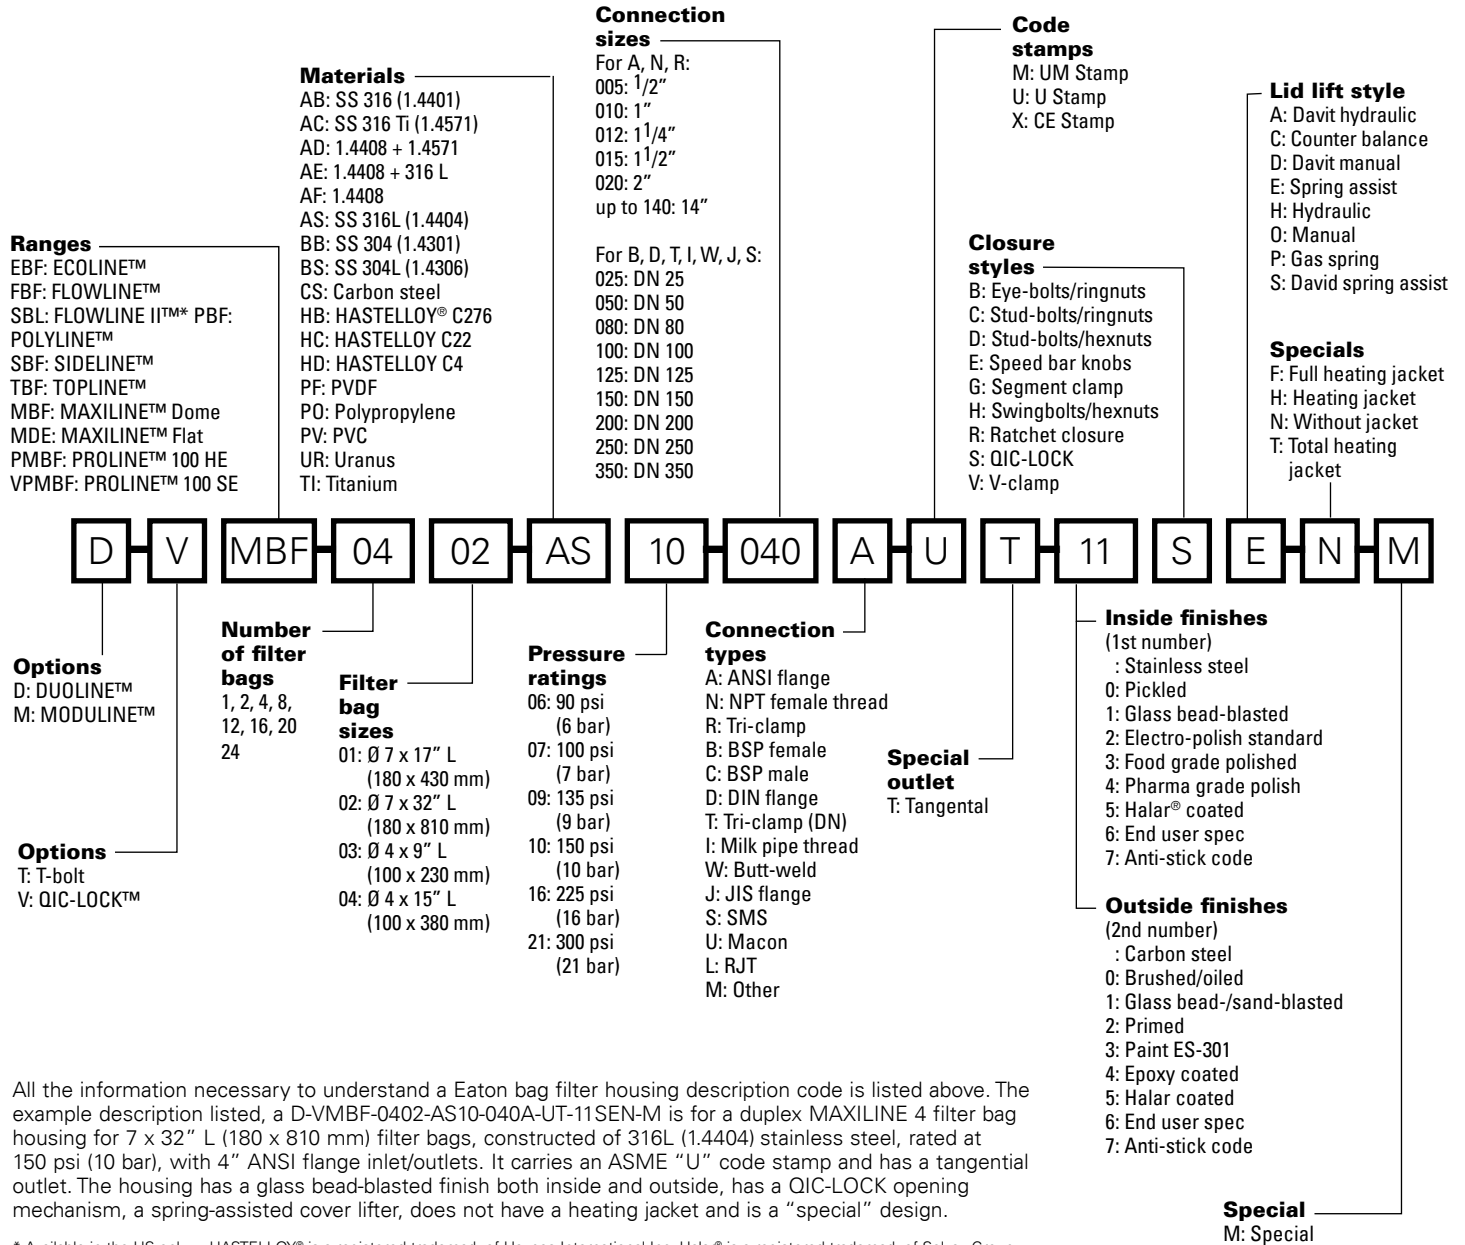 Connection
sizes
For A, N, R:
005: 1/2"
010: 1"
012: 11/4"
015: 11/2"
020: 2"
up to 140: 14"
For B, D, T, I, W, J, S:
025: DN 25
050: DN 50
080: DN 80
100: DN 100
125: DN 125
150: DN 150
200: DN 200
250: DN 250
350: DN 350
Code
stamps
M: UM Stamp
U: U Stamp
X: CE Stamp
Materials
AB: SS 316 (1.4401)
AC: SS 316 Ti (1.4571)
AD: 1.4408 + 1.4571
AE: 1.4408 + 316 L
AF: 1.4408
AS: SS 316L (1.4404)
BB: SS 304 (1.4301)
BS: SS 304L (1.4306)
CS: Carbon steel
HB: HASTELLOY® C276
HC: HASTELLOY C22
HD: HASTELLOY C4
PF: PVDF
PO: Polypropylene
PV: PVC
UR: Uranus
TI: Titanium
Lid lift style
A: Davit hydraulic
C: Counter balance
D: Davit manual
E: Spring assist
H: Hydraulic
O: Manual
P: Gas spring
S: David spring assist
Ranges
EBF: ECOLINE™
FBF: FLOWLINE™
SBL: FLOWLINE II™* PBF:
POLYLINE™
SBF: SIDELINE™
TBF: TOPLINE™
MBF: MAXILINE™ Dome
MDE: MAXILINE™ Flat
PMBF: PROLINE™ 100 HE
VPMBF: PROLINE™ 100 SE
Closure
styles
B: Eye-bolts/ringnuts
C: Stud-bolts/ringnuts
D: Stud-bolts/hexnuts
E: Speed bar knobs
G: Segment clamp
H: Swingbolts/hexnuts
R: Ratchet closure
S: QIC-LOCK
V: V-clamp
Specials
F: Full heating jacket
H: Heating jacket
N: Without jacket
T: Total heating
jacket
D V MBF 04 02 AS 10 040 A U T 11 S E N M
Options
D: DUOLINE™
M: MODULINE™
Options
T: T-bolt
V: QIC-LOCK™
Number
of filter
bags
1, 2, 4, 8,
12, 16, 20
24
Filter
bag
sizes
01: Ø 7 x 17" L
(180 x 430 mm)
02: Ø 7 x 32" L
(180 x 810 mm)
03: Ø 4 x 9" L
(100 x 230 mm)
04: Ø 4 x 15" L
(100 x 380 mm)
Pressure
ratings
06: 90 psi
(6 bar)
07: 100 psi
(7 bar)
09: 135 psi
(9 bar)
10: 150 psi
(10 bar)
16: 225 psi
(16 bar)
21: 300 psi
(21 bar)
Connection
types
A: ANSI flange
N: NPT female thread
R: Tri-clamp
B: BSP female
C: BSP male
D: DIN flange
T: Tri-clamp (DN)
I: Milk pipe thread
W: Butt-weld
J: JIS flange
S: SMS
U: Macon
L: RJT
M: Other
Special
outlet
T: Tangental
Inside finishes
(1st number)
: Stainless steel
0: Pickled
1: Glass bead-blasted
2: Electro-polish standard
3: Food grade polished
4: Pharma grade polish
5: Halar® coated
6: End user spec
7: Anti-stick code
Outside finishes
(2nd number)
: Carbon steel
0: Brushed/oiled
1: Glass bead-/sand-blasted
2: Primed
3: Paint ES-301
4: Epoxy coated
5: Halar coated
6: End user spec
7: Anti-stick code
Special
M: Special
All the information necessary to understand a Eaton bag filter housing description code is listed above. The
example description listed, a D-VMBF-0402-AS10-040A-UT-11SEN-M is for a duplex MAXILINE 4 filter bag
housing for 7 x 32" L (180 x 810 mm) filter bags, constructed of 316L (1.4404) stainless steel, rated at
150 psi (10 bar), with 4" ANSI flange inlet/outlets. It carries an ASME "U" code stamp and has a tangential
outlet. The housing has a glass bead-blasted finish both inside and outside, has a QIC-LOCK opening
mechanism, a spring-assisted cover lifter, does not have a heating jacket and is a "special" design.